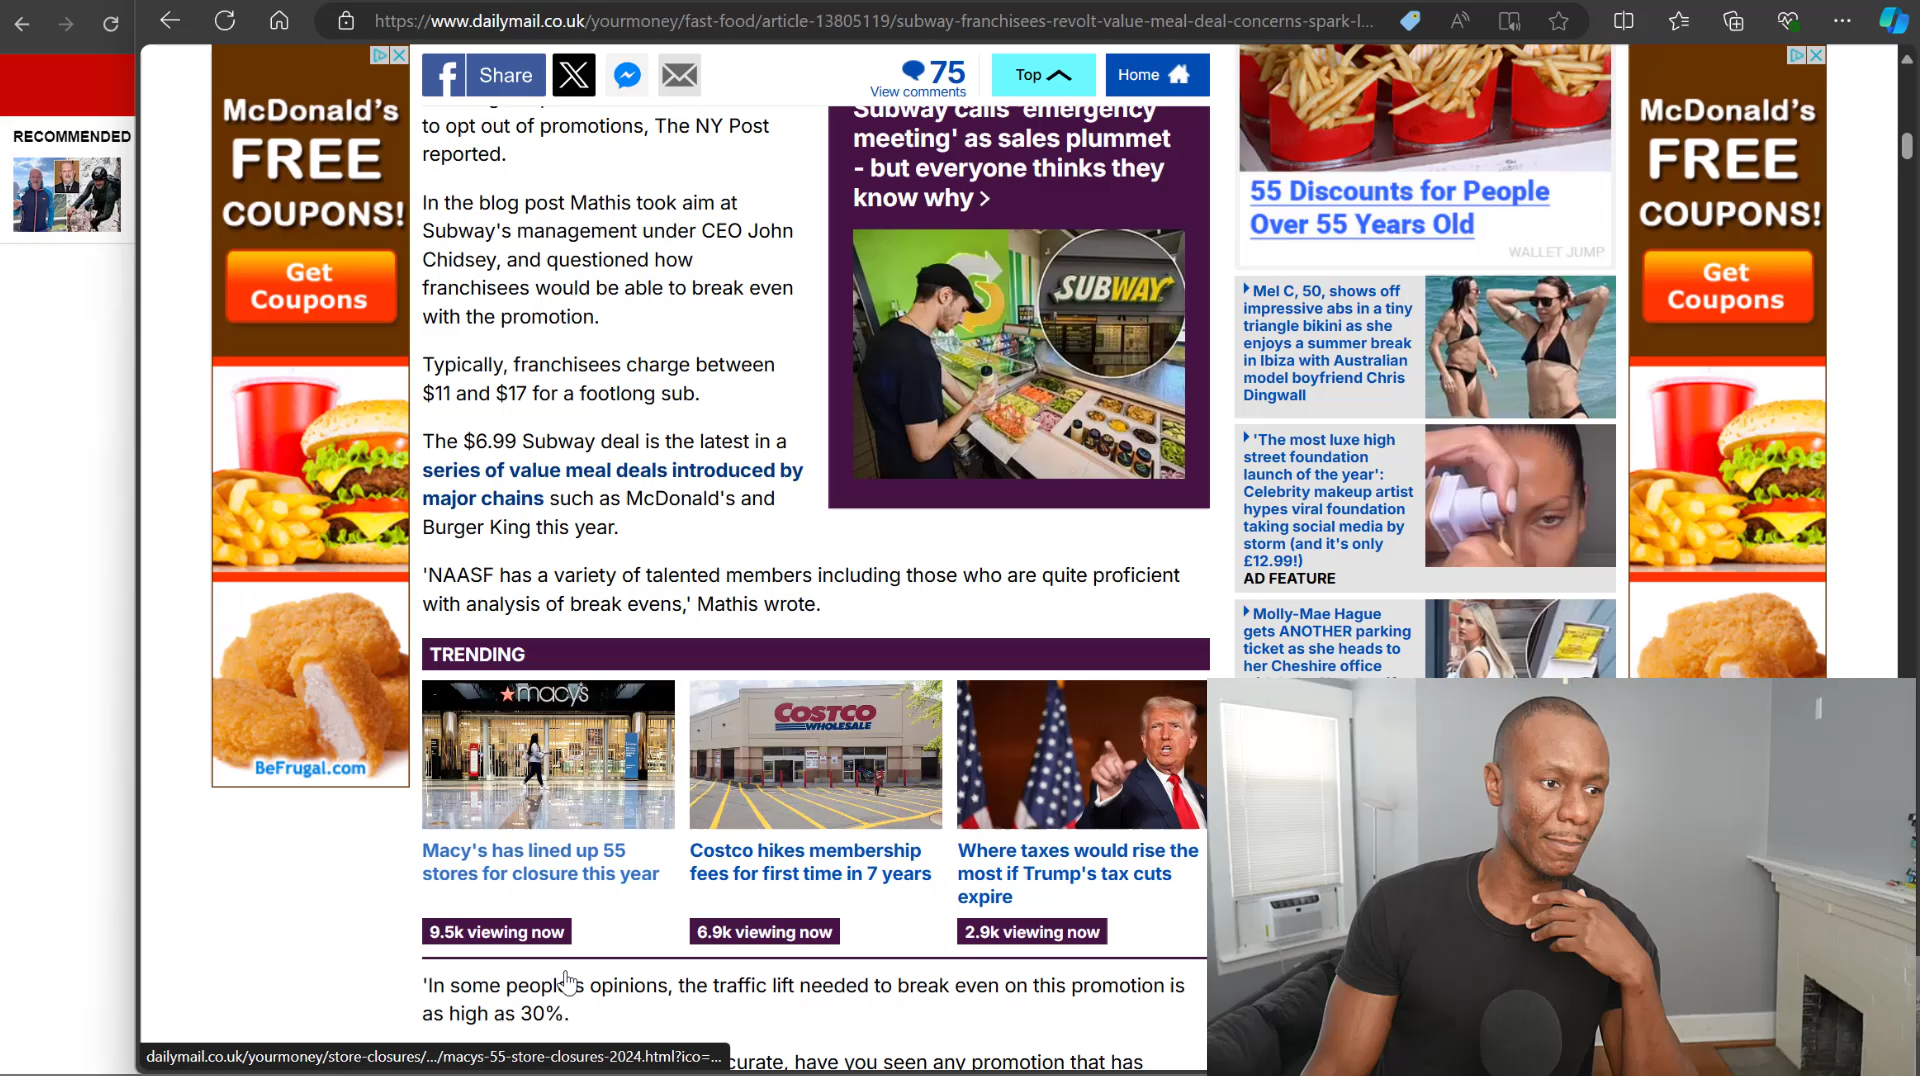 https://www.dailymail.co.uk/yourmoney/fast-food/article-13805119/subway-franchisees-revolt-value-meal-deal-concerns-spark-l...
RECOMMENDED
McDonald's
FREE
COUPONS!
Get
Coupons
BeFrugal.com
Share
75
View comments
Top
Home
to opt out of promotions, The NY Post
reported.
In the blog post Mathis took aim at
Subway's management under CEO John
Chidsey, and questioned how
franchisees would be able to break even
with the promotion.
Typically, franchisees charge between
$11 and $17 for a footlong sub.
The $6.99 Subway deal is the latest in a
series of value meal deals introduced by
major chains such as McDonald's and
Burger King this year.
Subway calls 'emergency
meeting' as sales plummet
- but everyone thinks they
know why >
SUBWAY
'NAASF has a variety of talented members including those who are quite proficient
with analysis of break evens,' Mathis wrote.
TRENDING
macy's
COSTCO
WHOLESALE
Macy's has lined up 55
stores for closure this year
9.5k viewing now
Costco hikes membership
fees for first time in 7 years
6.9k viewing now
Where taxes would rise the
most if Trump's tax cuts
expire
2.9k viewing now
'In some people's opinions, the traffic lift needed to break even on this promotion is
as high as 30%.
curate, have you seen any promotion that has
dailymail.co.uk/yourmoney/store-closures/.../macys-55-store-closures-2024.html?ico=...
55 Discounts for People
Over 55 Years Old
WALLET JUMP
Mel C, 50, shows off
impressive abs in a tiny
triangle bikini as she
enjoys a summer break
in Ibiza with Australian
model boyfriend Chris
Dingwall
'The most luxe high
street foundation
launch of the year':
Celebrity makeup artist
hypes viral foundation
taking social media by
storm (and it's only
£12.99!)
AD FEATURE
Molly-Mae Hague
gets ANOTHER parking
ticket as she heads to
her Cheshire office
McDonald's
FREE
COUPONS!
Get
Coupons